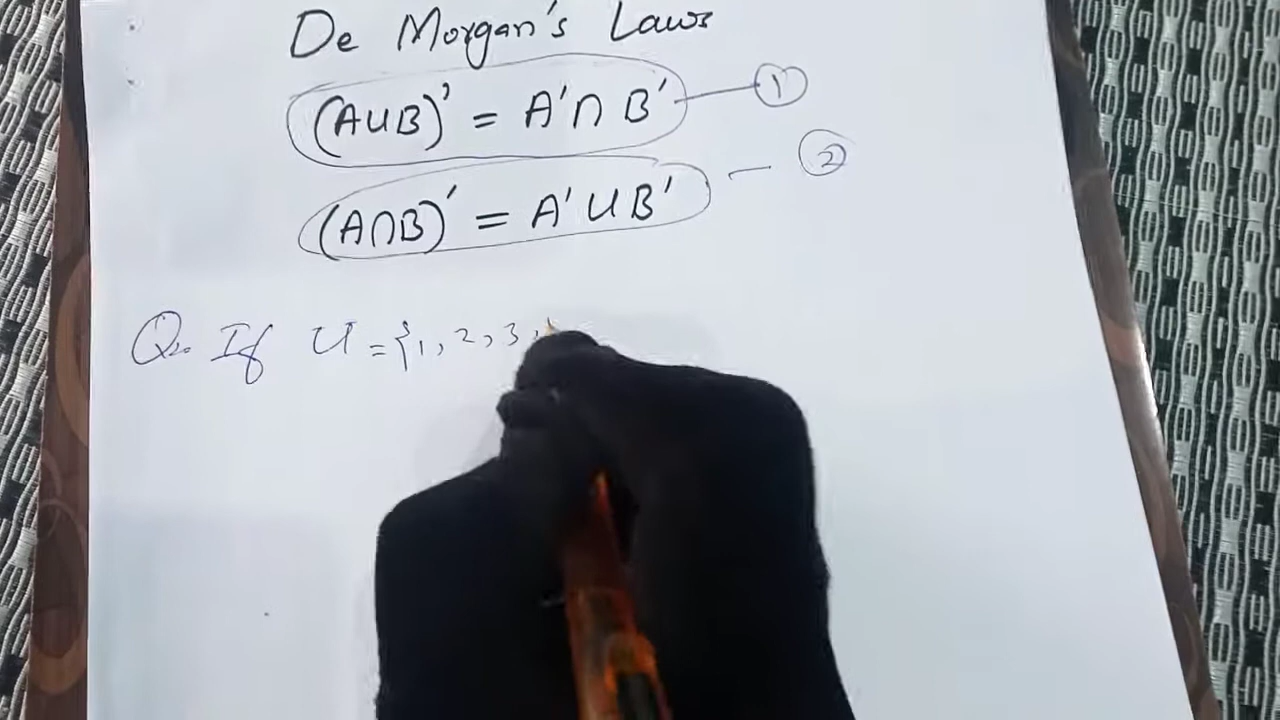 De Morgan's Laws
(A∪B)' = A'∩B' — ①
(A∩B)' = A'∪B' — ②
Q. If U = {1, 2, 3,